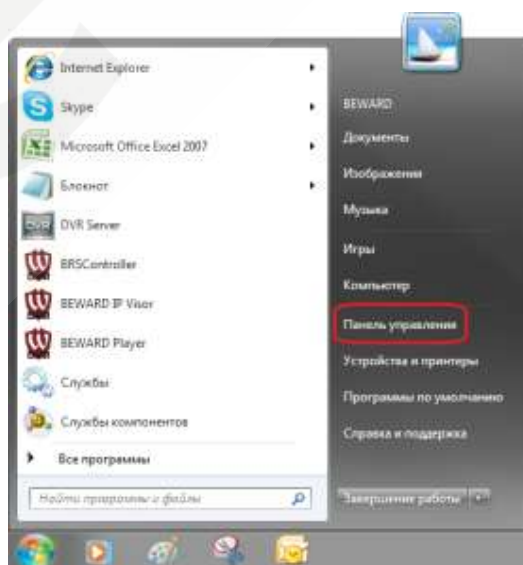 Internet Explorer
Skype
Microsoft Office Excel 2007
Блокнот
DVR Server
BRSController
BEWARD IP Visor
BEWARD Player
Службы
Службы компонентов
Все программы
Найти программы и файлы
BEWARD
Документы
Изображения
Музыка
Игры
Компьютер
Панель управления
Устройства и принтеры
Программы по умолчанию
Справка и поддержка
Завершение работы